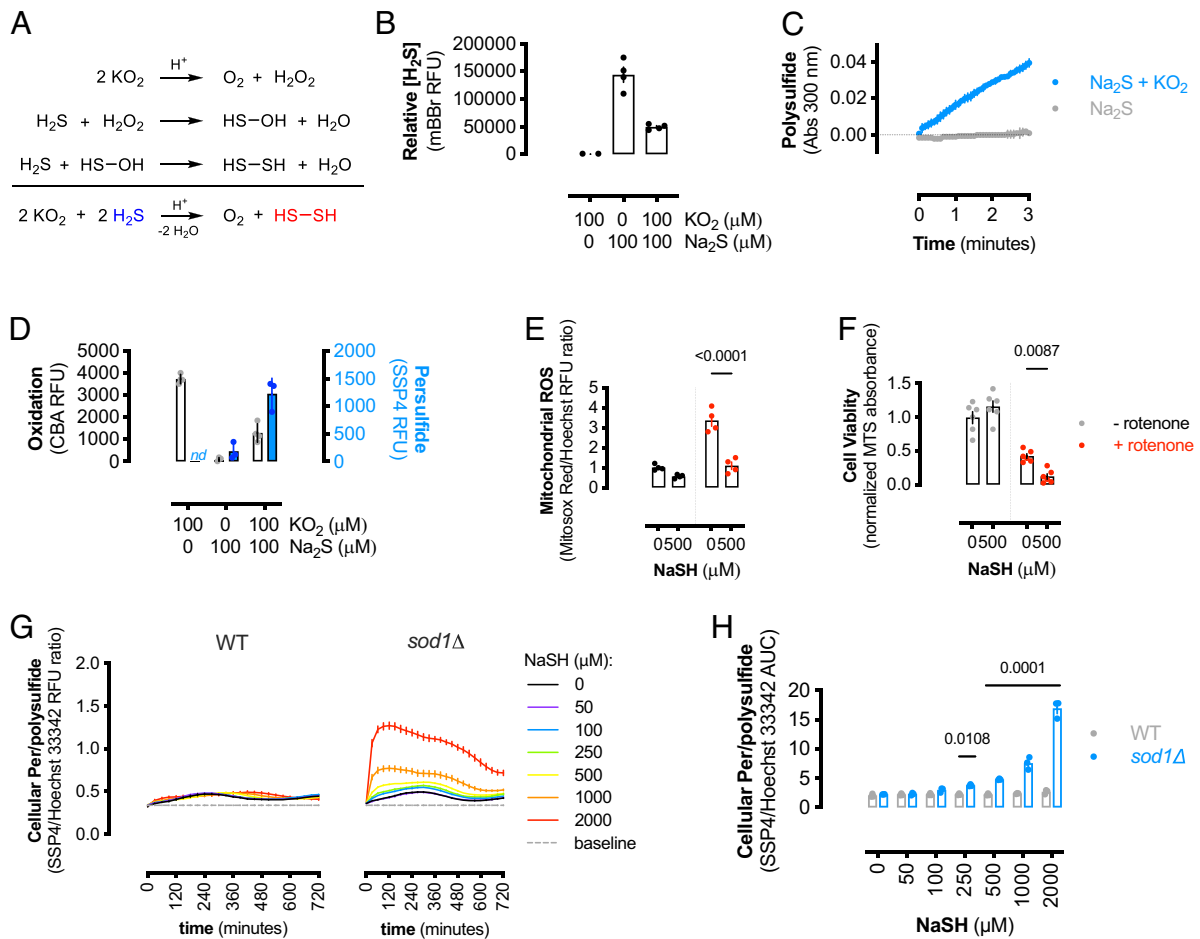 A
2 KO₂ H⁺ O₂ + H₂O₂
H₂S + H₂O₂ HS–OH + H₂O
H₂S + HS–OH HS–SH + H₂O
2 KO₂ + 2 H₂S H⁺ -2 H₂O O₂ + HS–SH
B
Relative [H₂S]
(mBBr RFU)
200000
150000
100000
50000
0
100 0 100 KO₂ (μM)
0 100 100 Na₂S (μM)
C
Polysulfide
(Abs 300 nm)
0.04
0.02
0.00
Na₂S + KO₂
Na₂S
0 1 2 3
Time (minutes)
D
Oxidation
(CBA RFU)
5000
4000
3000
2000
1000
0
nd
2000
1500
1000
500
0
Persulfide
(SSP4 RFU)
100 0 100 KO₂ (μM)
0 100 100 Na₂S (μM)
E
Mitochondrial ROS
(Mitosox Red/Hoechst RFU ratio)
<0.0001
5
4
3
2
1
0
0 500 0 500
NaSH (μM)
F
Cell Viablity
(normalized MTS absorbance)
0.0087
1.5
1.0
0.5
0.0
- rotenone
+ rotenone
0 500 0 500
NaSH (μM)
G
Cellular Per/polysulfide
(SSP4/Hoechst 33342 RFU ratio)
WT
sod1Δ
2.0
1.5
1.0
0.5
0.0
0 120 240 360 480 600 720
time (minutes)
0 120 240 360 480 600 720
time (minutes)
NaSH (μM):
0
50
100
250
500
1000
2000
baseline
H
Cellular Per/polysulfide
(SSP4/Hoechst 33342 AUC)
0.0001
0.0108
20
15
10
5
0
WT
sod1Δ
0 50 100 250 500 1000 2000
NaSH (μM)